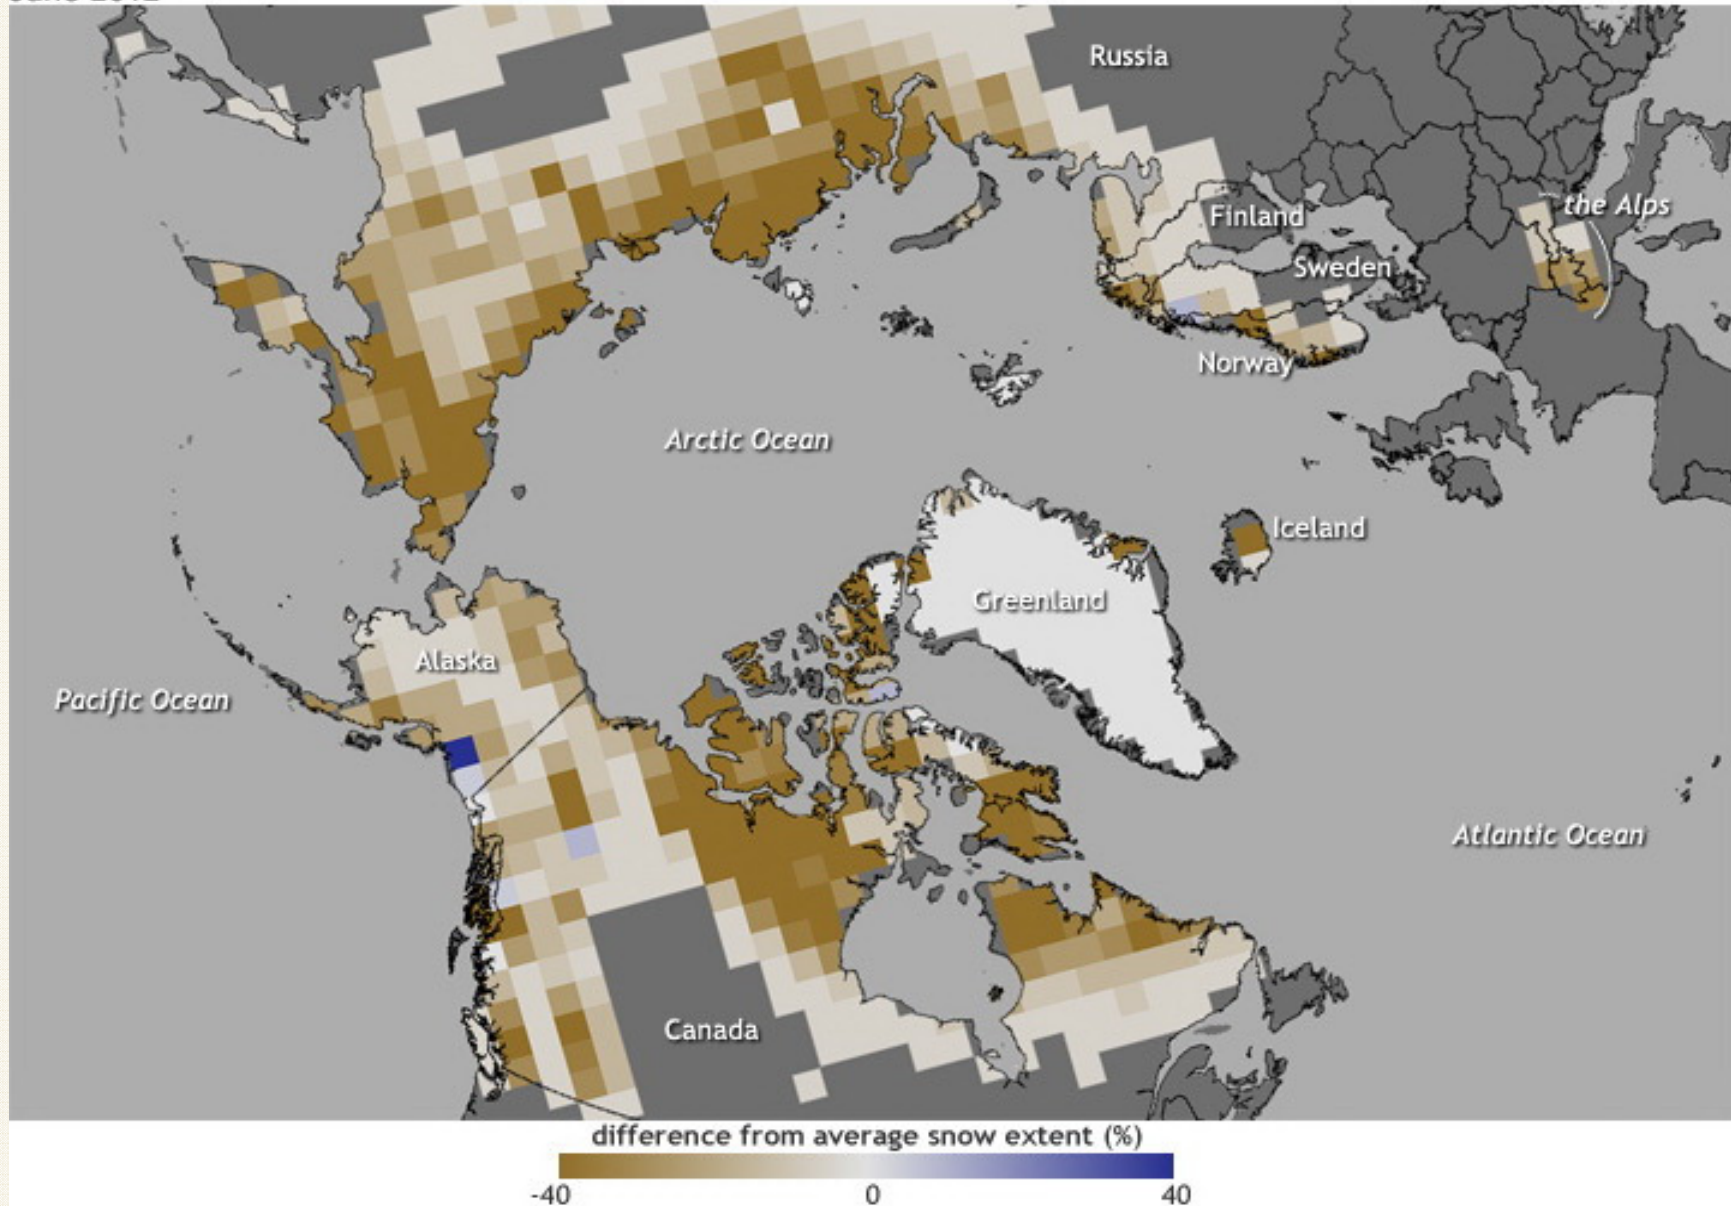 Russia
the Alps
Finland
Sweden
Norway
Arctic Ocean
Iceland
Greenland
Alaska
Pacific Ocean
Atlantic Ocean
Canada
difference from average snow extent (%)
-40 0 40